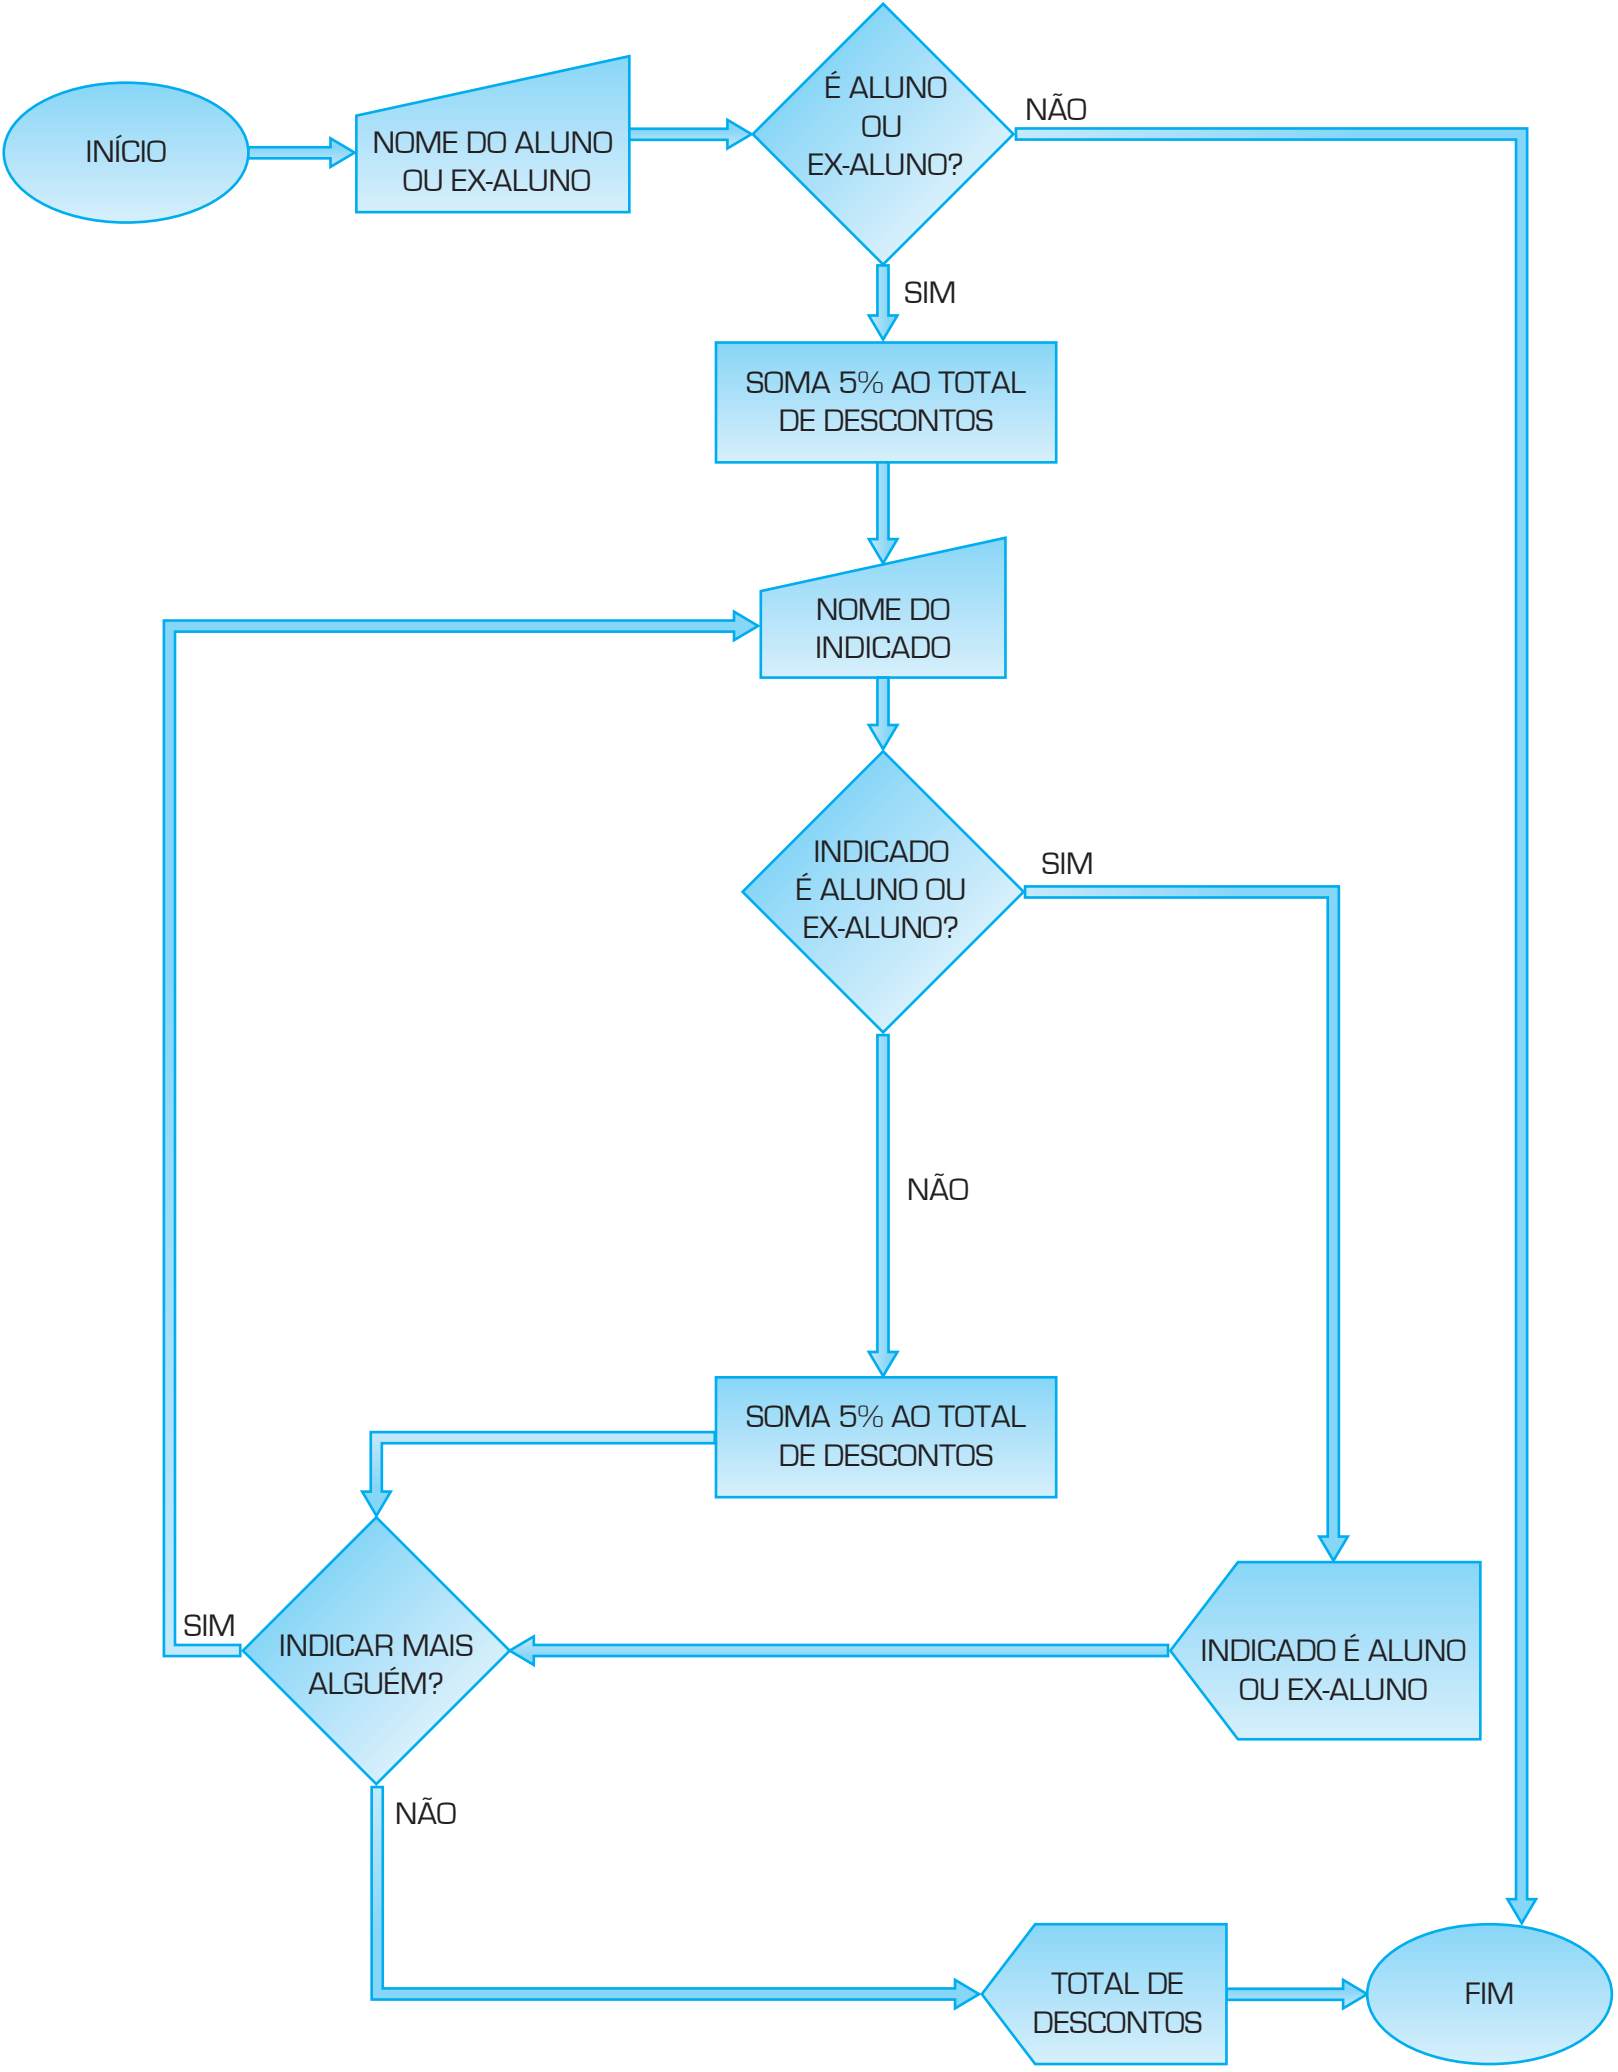 INÍCIO
NOME DO ALUNO
OU EX-ALUNO
É ALUNO
OU
EX-ALUNO?
NÃO
SIM
SOMA 5% AO TOTAL
DE DESCONTOS
NOME DO
INDICADO
INDICADO
É ALUNO OU
EX-ALUNO?
SIM
NÃO
SOMA 5% AO TOTAL
DE DESCONTOS
SIM
INDICAR MAIS
ALGUÉM?
INDICADO É ALUNO
OU EX-ALUNO
NÃO
TOTAL DE
DESCONTOS
FIM